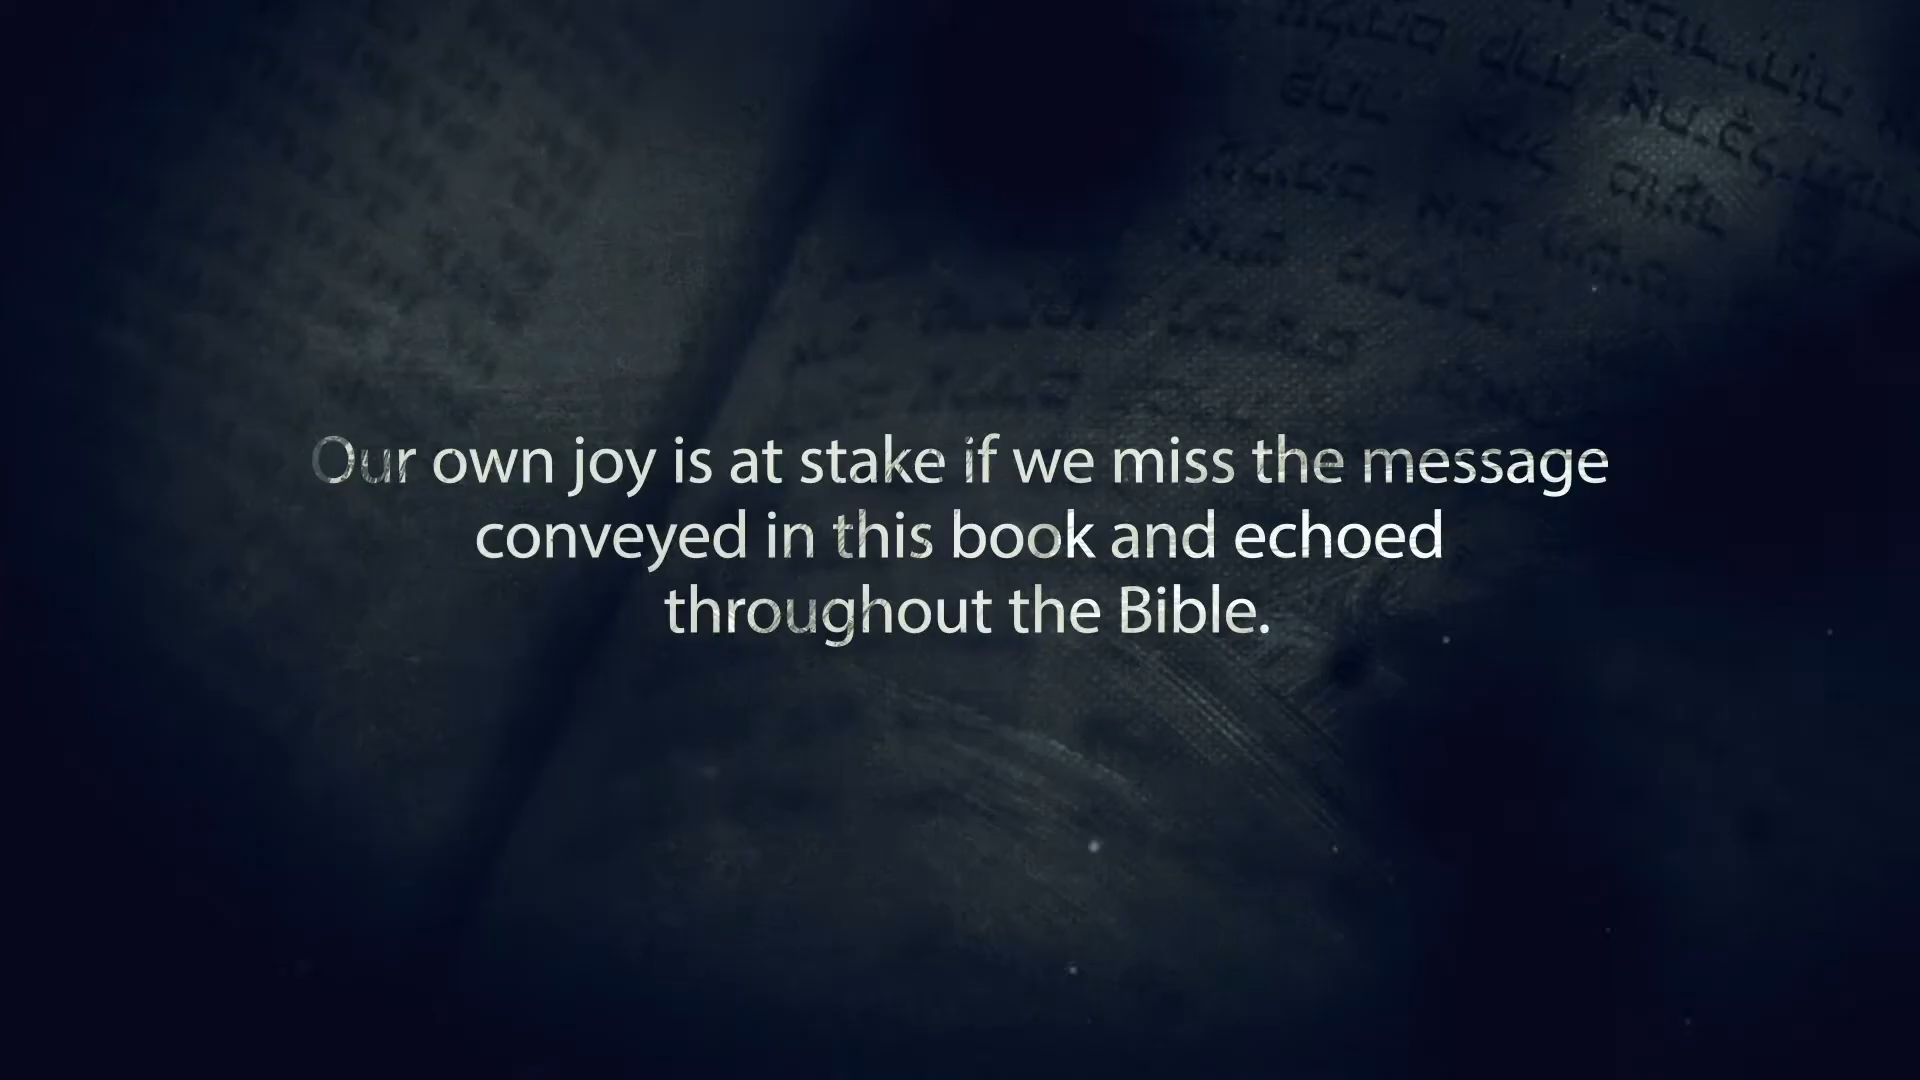 Our own joy is at stake if we miss the message
conveyed in this book and echoed
throughout the Bible.